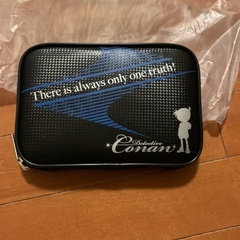 There is always only one truth!
Detective
Conan